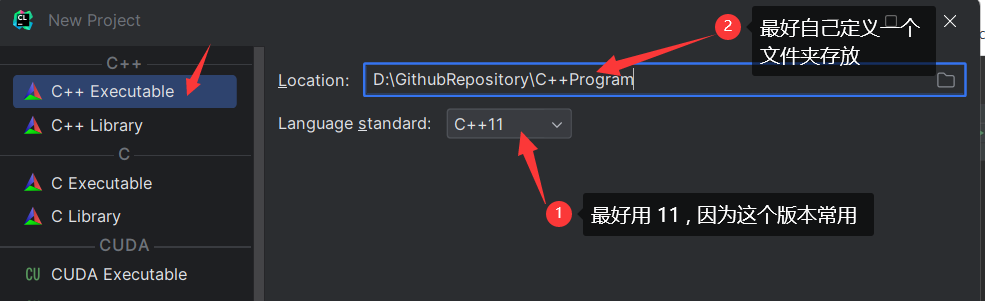 CL
New Project
C++
C++ Executable
C++ Library
C
C Executable
C Library
CUDA
CU CUDA Executable
Location: D:\GithubRepository\C++Program
Language standard: C++11
2 最好自己定义一个
文件夹存放
1 最好用 11，因为这个版本常用